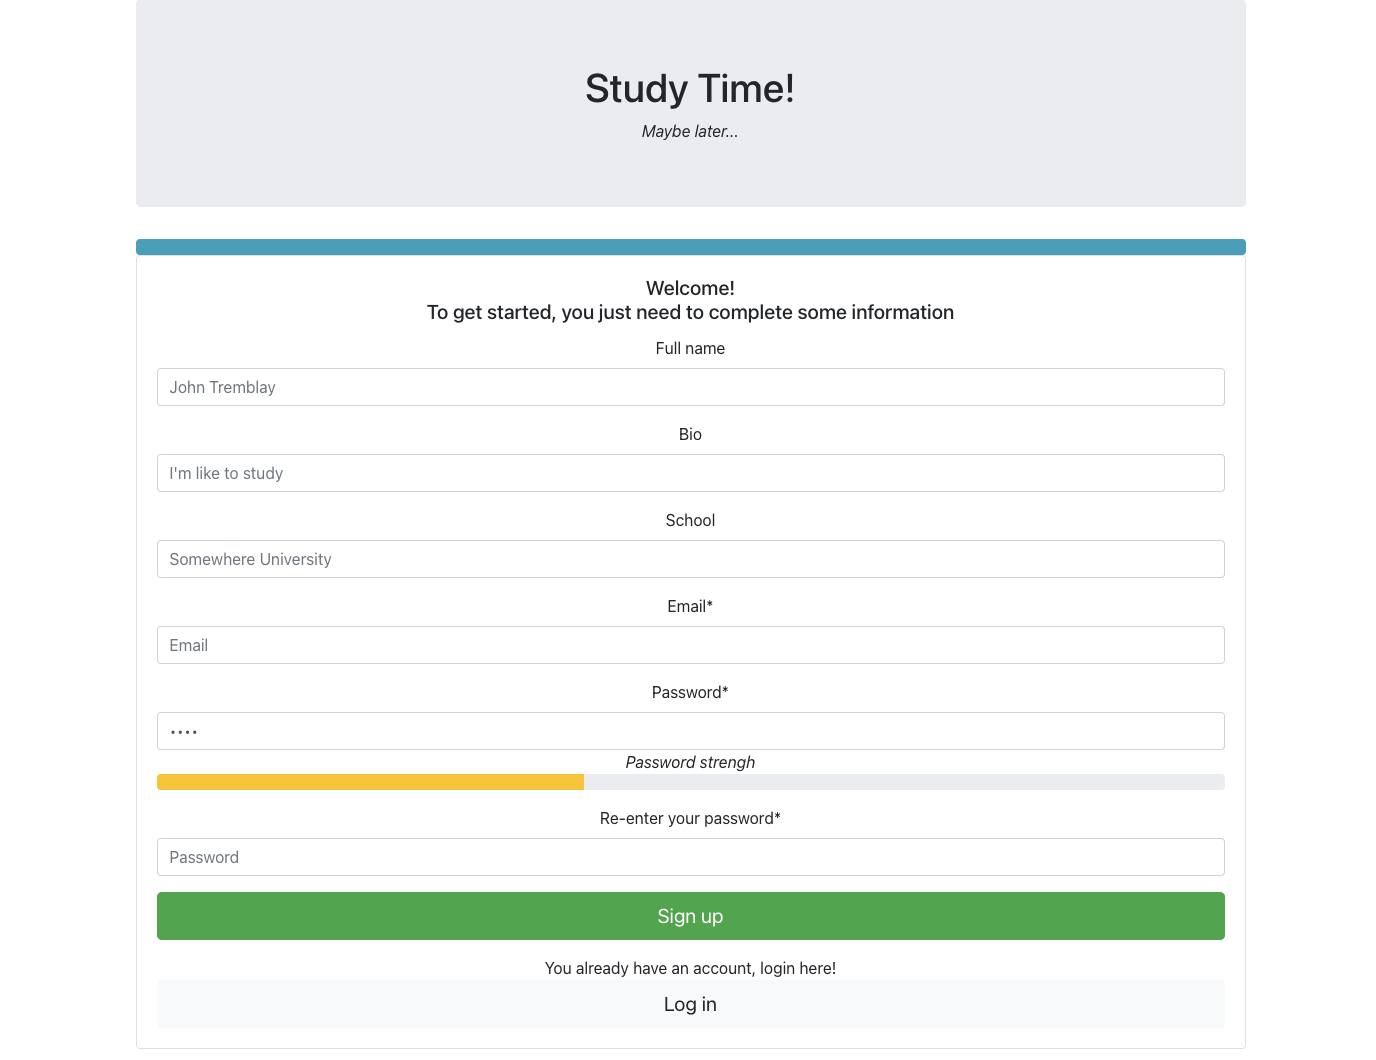 Study Time!
Maybe later...
Welcome!
To get started, you just need to complete some information
Full name
John Tremblay
Bio
I'm like to study
School
Somewhere University
Email*
Email
Password*
••••
Password strengh
Re-enter your password*
Password
Sign up
You already have an account, login here!
Log in